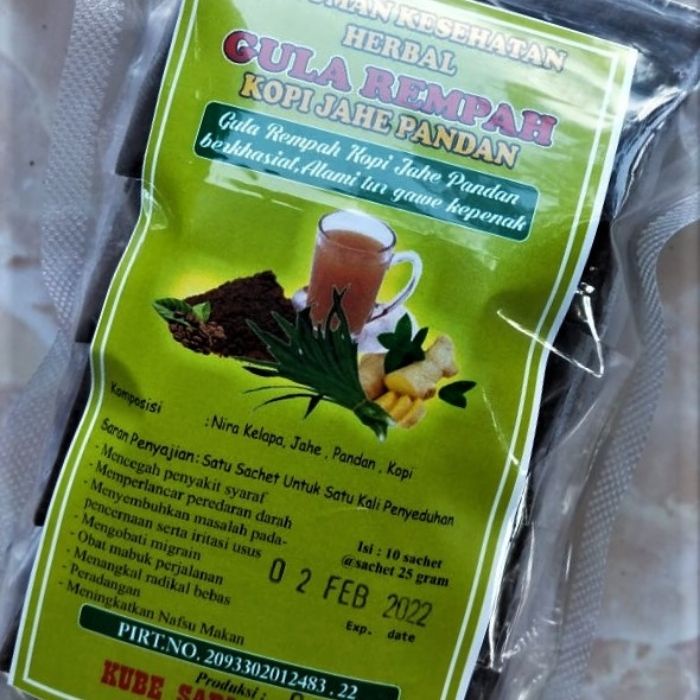 MINUMAN KESEHATAN
HERBAL
GULA REMPAH
KOPI JAHE PANDAN
Gula Rempah Kopi Jahe Pandan
berkhasiat, Alami tur gawe kepenak
Komposisi : Nira Kelapa, Jahe , Pandan , Kopi
Saran Penyajian: Satu Sachet Untuk Satu Kali Penyeduhan
- Mencegah penyakit syaraf
- Memperlancar peredaran darah
- Menyembuhkan masalah pada-
pencernaan serta iritasi usus
- Mengobati migrain
- Obat mabuk perjalanan
- Menangkal radikal bebas
- Peradangan
- Meningkatkan Nafsu Makan
Isi : 10 sachet
@sachet 25 gram
02 FEB 2022
Exp. date
PIRT.NO. 2093302012483 . 22
Produksi :
KUBE